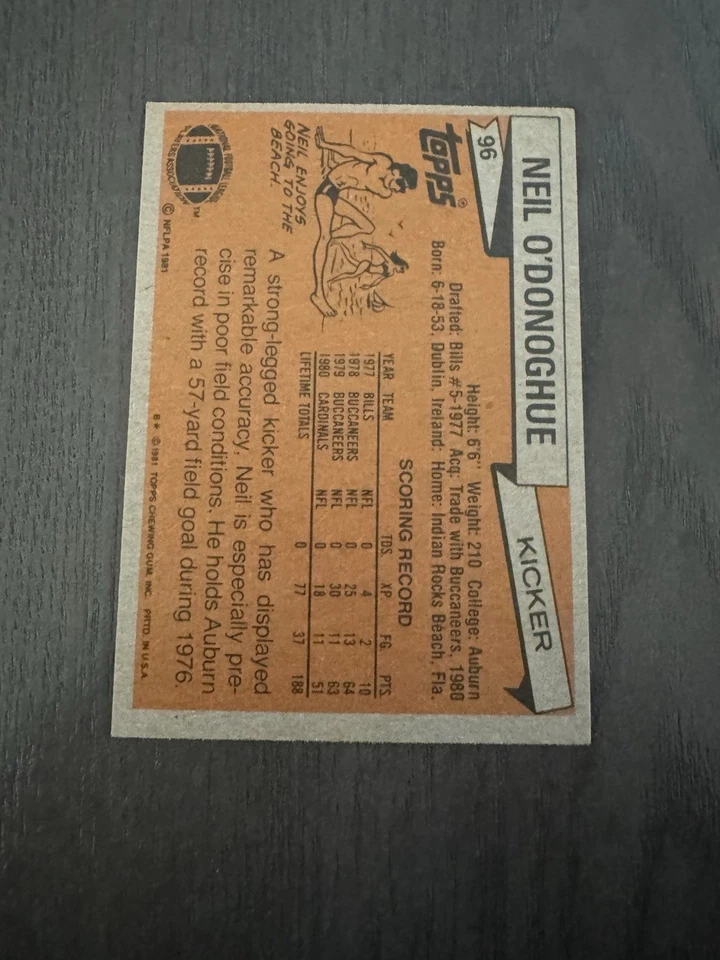 96
NEIL O'DONOGHUE
KICKER
topps®
Height: 6'6" Weight: 210 College: Auburn
Drafted: Bills #5-1977 Acq: Trade with Buccaneers, 1980
Born: 6-18-53, Dublin, Ireland; Home: Indian Rocks Beach, Fla.
SCORING RECORD
YEAR TEAM TDS. XP. FG. PTS.
1977 BILLS NFL 0 4 2 10
1978 BUCCANEERS NFL 0 25 13 64
1979 BUCCANEERS NFL 0 30 11 63
1980 CARDINALS NFL 0 18 11 51
LIFETIME TOTALS 0 77 37 188
NEIL ENJOYS
GOING TO THE
BEACH.
A strong-legged kicker who has displayed
remarkable accuracy, Neil is especially pre-
cise in poor field conditions. He holds Auburn
record with a 57-yard field goal during 1976.
NATIONAL FOOTBALL LEAGUE
PLAYERS ASSOCIATION
TM
© NFLPA 1981
B* © 1981 TOPPS CHEWING GUM, INC. PRTD. IN U.S.A.